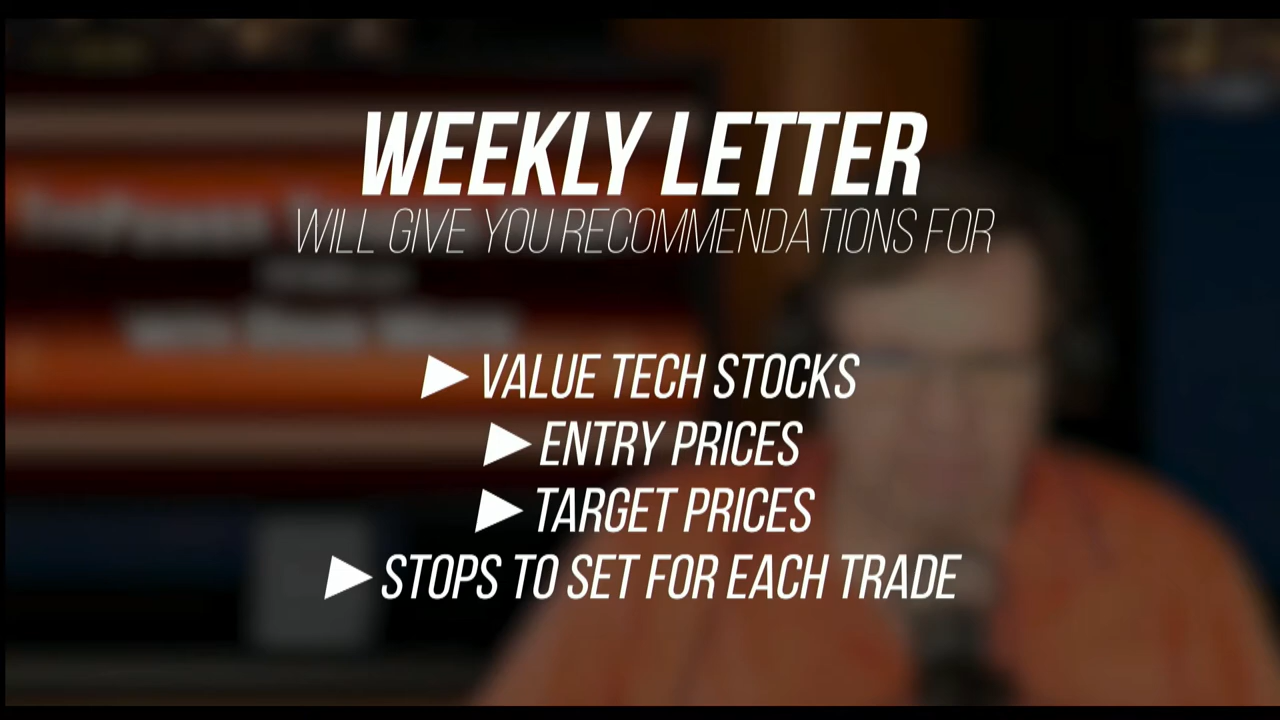 WEEKLY LETTER
WILL GIVE YOU RECOMMENDATIONS FOR
▶ VALUE TECH STOCKS
▶ ENTRY PRICES
▶ TARGET PRICES
▶ STOPS TO SET FOR EACH TRADE